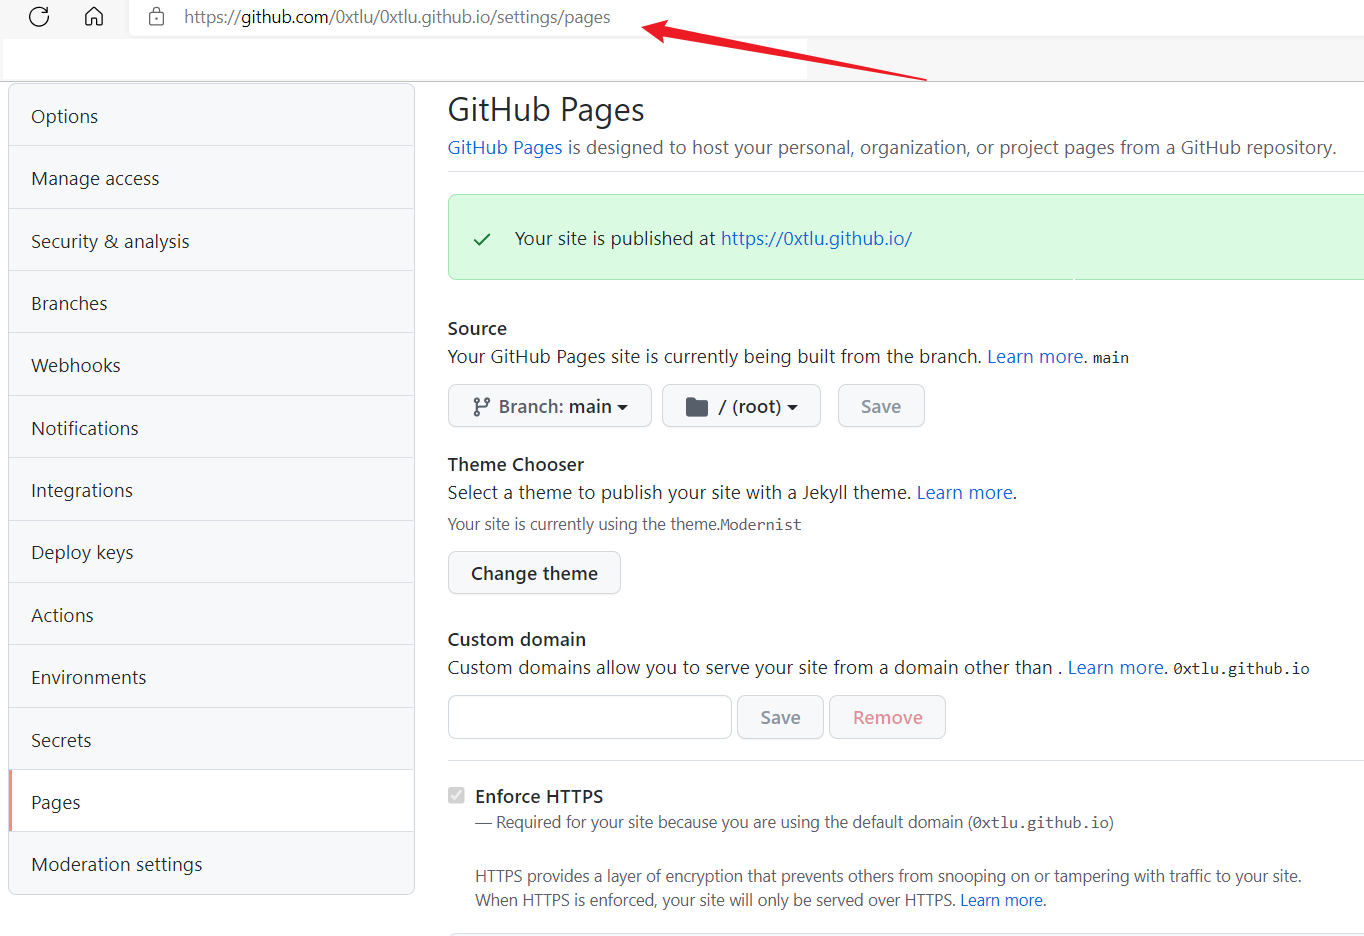 https://github.com/0xtlu/0xtlu.github.io/settings/pages
Options
Manage access
Security & analysis
Branches
Webhooks
Notifications
Integrations
Deploy keys
Actions
Environments
Secrets
Pages
Moderation settings
GitHub Pages
GitHub Pages is designed to host your personal, organization, or project pages from a GitHub repository.
Your site is published at https://0xtlu.github.io/
Source
Your GitHub Pages site is currently being built from the branch. Learn more. main
Branch: main / (root) Save
Theme Chooser
Select a theme to publish your site with a Jekyll theme. Learn more.
Your site is currently using the theme.Modernist
Change theme
Custom domain
Custom domains allow you to serve your site from a domain other than . Learn more. 0xtlu.github.io
Save Remove
Enforce HTTPS
— Required for your site because you are using the default domain (0xtlu.github.io)
HTTPS provides a layer of encryption that prevents others from snooping on or tampering with traffic to your site.
When HTTPS is enforced, your site will only be served over HTTPS. Learn more.